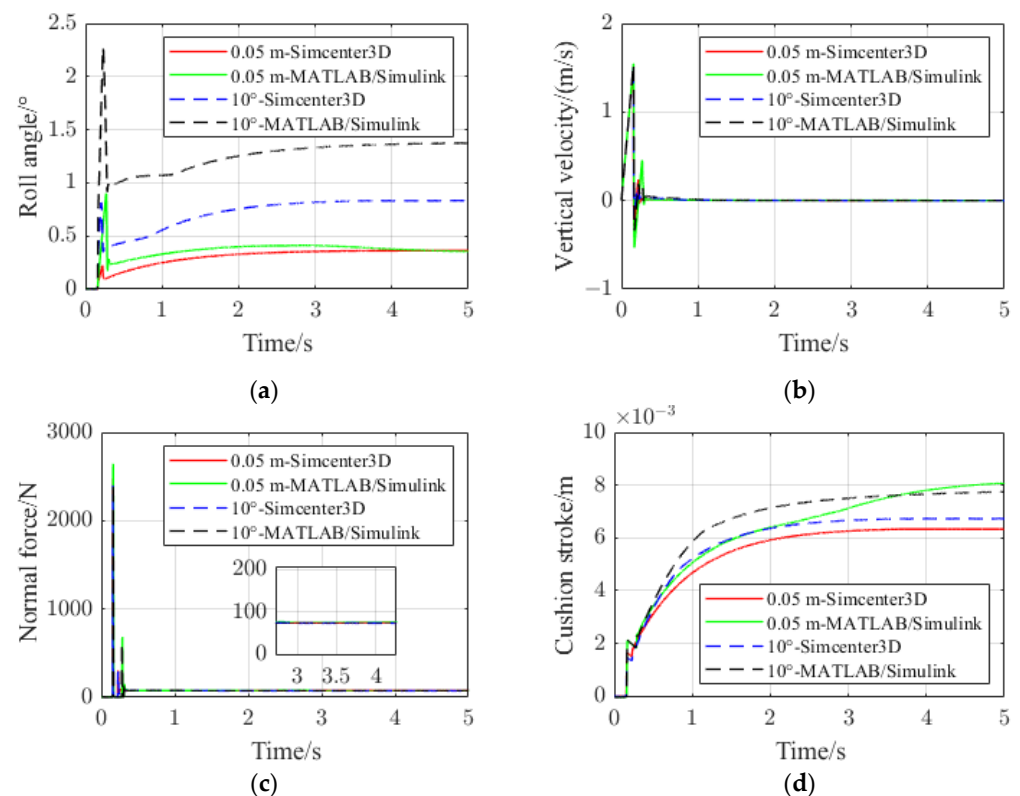 2.5
2
1.5
1
0.5
0
Roll angle/°
0.05 m-Simcenter3D
0.05 m-MATLAB/Simulink
10°-Simcenter3D
10°-MATLAB/Simulink
0 1 2 3 4 5
Time/s
(a)
2
1
0
−1
Vertical velocity/(m/s)
0.05 m-Simcenter3D
0.05 m-MATLAB/Simulink
10°-Simcenter3D
10°-MATLAB/Simulink
0 1 2 3 4 5
Time/s
(b)
3000
2000
1000
0
Normal force/N
0.05 m-Simcenter3D
0.05 m-MATLAB/Simulink
10°-Simcenter3D
10°-MATLAB/Simulink
200
100
0
3 3.5 4
0 1 2 3 4 5
Time/s
(c)
×10⁻³
10
8
6
4
2
0
Cushion stroke/m
0.05 m-Simcenter3D
0.05 m-MATLAB/Simulink
10°-Simcenter3D
10°-MATLAB/Simulink
0 1 2 3 4 5
Time/s
(d)